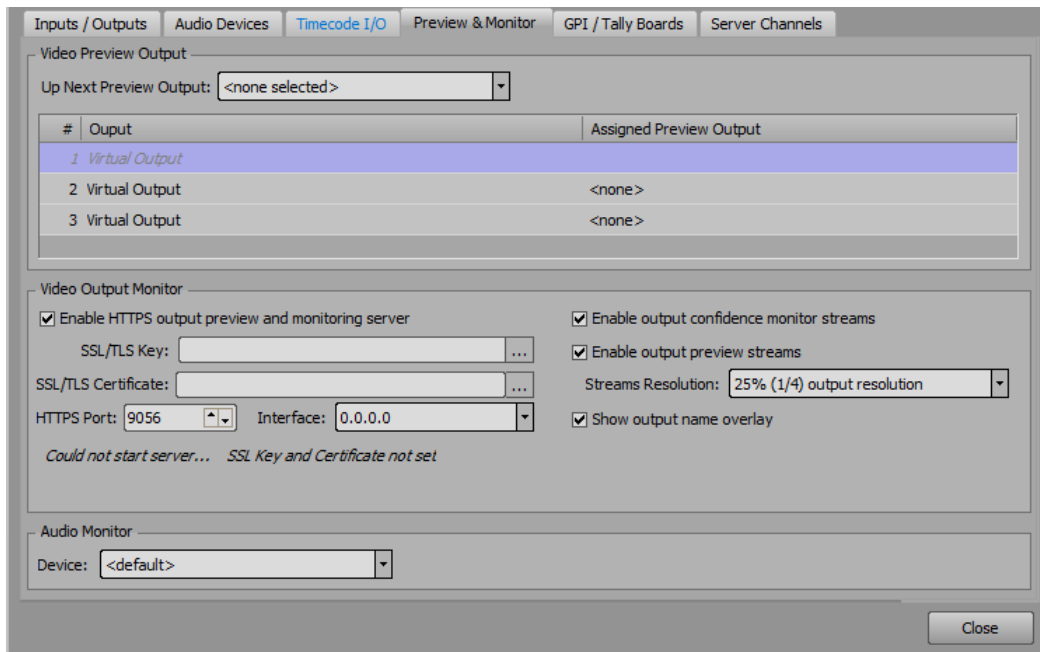 Inputs / Outputs Audio Devices Timecode I/O Preview & Monitor GPI / Tally Boards Server Channels
Video Preview Output
Up Next Preview Output: <none selected>
# Ouput Assigned Preview Output
1 Virtual Output
2 Virtual Output <none>
3 Virtual Output <none>
Video Output Monitor
Enable HTTPS output preview and monitoring server
SSL/TLS Key: ...
SSL/TLS Certificate: ...
HTTPS Port: 9056 Interface: 0.0.0.0
Could not start server... SSL Key and Certificate not set
Enable output confidence monitor streams
Enable output preview streams
Streams Resolution: 25% (1/4) output resolution
Show output name overlay
Audio Monitor
Device: <default>
Close